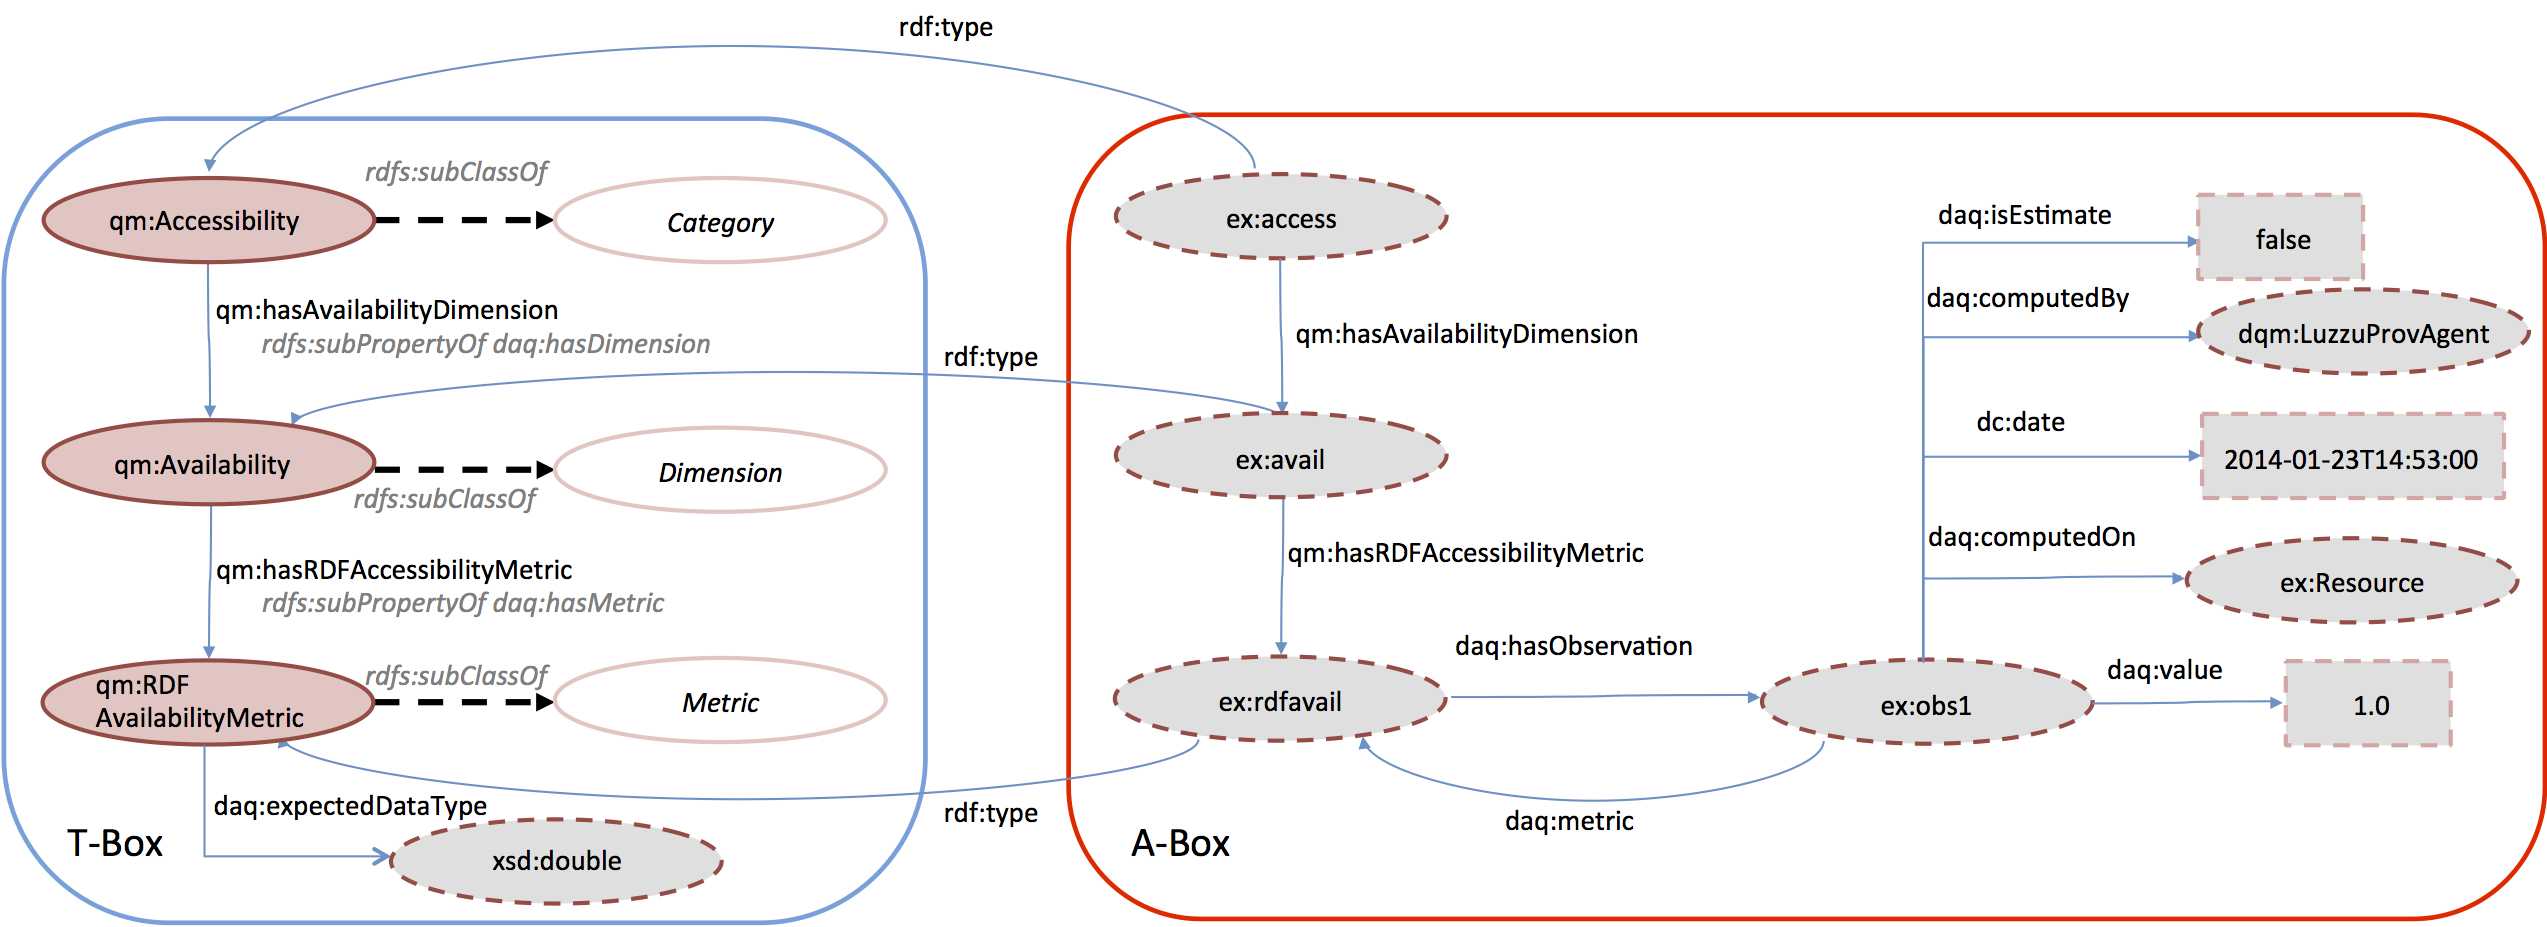 rdf:type
rdfs:subClassOf
qm:Accessibility
Category
qm:hasAvailabilityDimension
rdfs:subPropertyOf daq:hasDimension
rdf:type
qm:Availability
Dimension
rdfs:subClassOf
qm:hasRDFAccessibilityMetric
rdfs:subPropertyOf daq:hasMetric
rdfs:subClassOf
qm:RDF
AvailabilityMetric
Metric
daq:expectedDataType
rdf:type
T-Box
xsd:double
ex:access
qm:hasAvailabilityDimension
ex:avail
qm:hasRDFAccessibilityMetric
daq:hasObservation
ex:rdfavail
ex:obs1
daq:metric
A-Box
daq:isEstimate
false
daq:computedBy
dqm:LuzzuProvAgent
dc:date
2014-01-23T14:53:00
daq:computedOn
ex:Resource
daq:value
1.0